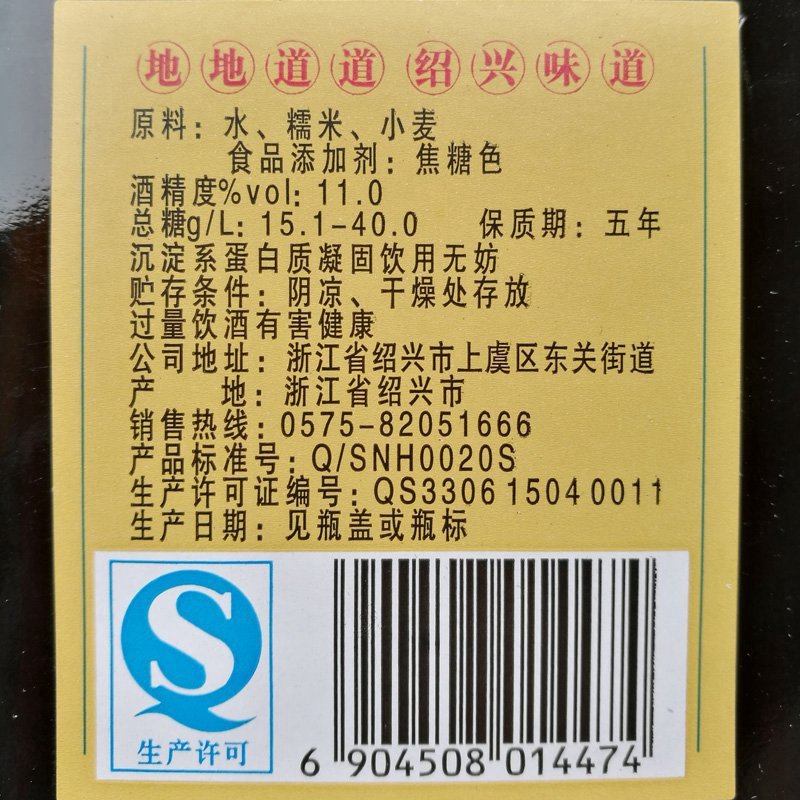 地地道道 绍兴味道
原料：水、糯米、小麦
食品添加剂：焦糖色
酒精度%vol: 11.0
总糖g/L: 15.1-40.0 保质期：五年
沉淀系蛋白质凝固饮用无妨
贮存条件：阴凉、干燥处存放
过量饮酒有害健康
公司地址：浙江省绍兴市上虞区东关街道
产 地：浙江省绍兴市
销售热线：0575-82051666
产品标准号：Q/SNH0020S
生产许可证编号：QS3306 1504 0011
生产日期：见瓶盖或瓶标
S
生产许可
6 904508 014474